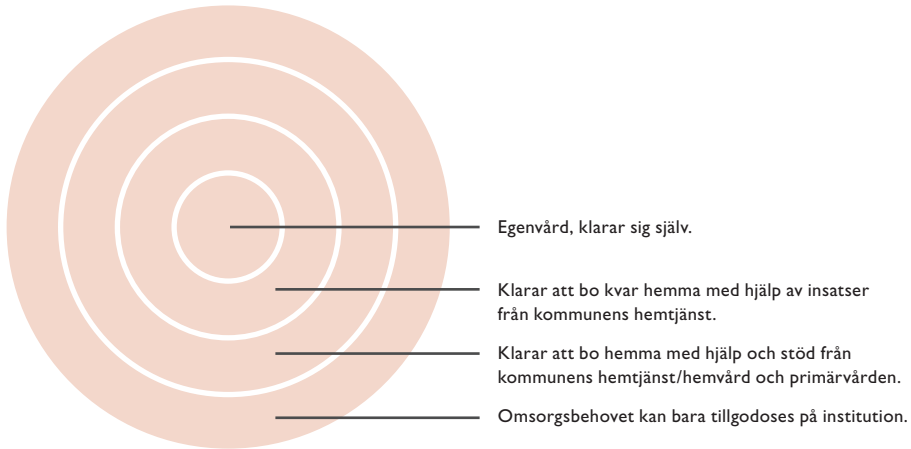 Egenvård, klarar sig själv.
Klarar att bo kvar hemma med hjälp av insatser
från kommunens hemtjänst.
Klarar att bo hemma med hjälp och stöd från
kommunens hemtjänst/hemvård och primärvården.
Omsorgsbehovet kan bara tillgodoses på institution.